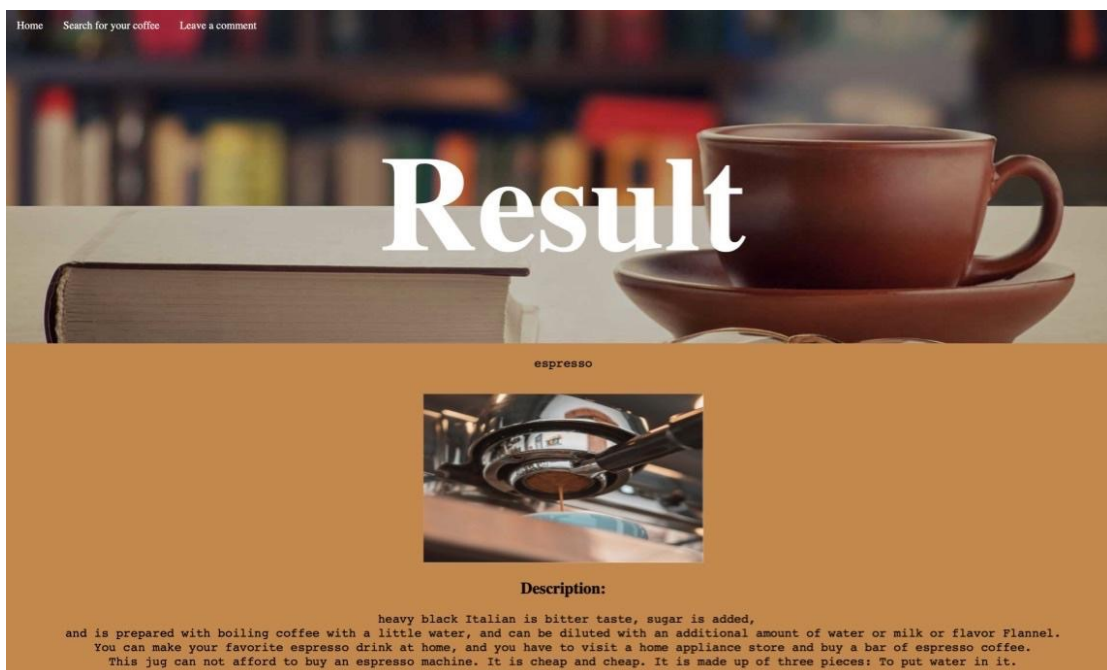 Home Search for your coffee Leave a comment
Result
espresso
Description:
heavy black Italian is bitter taste, sugar is added,
and is prepared with boiling coffee with a little water, and can be diluted with an additional amount of water or milk or flavor Flannel.
You can make your favorite espresso drink at home, and you have to visit a home appliance store and buy a bar of espresso coffee.
This jug can not afford to buy an espresso machine. It is cheap and cheap. It is made up of three pieces: To put water in it.